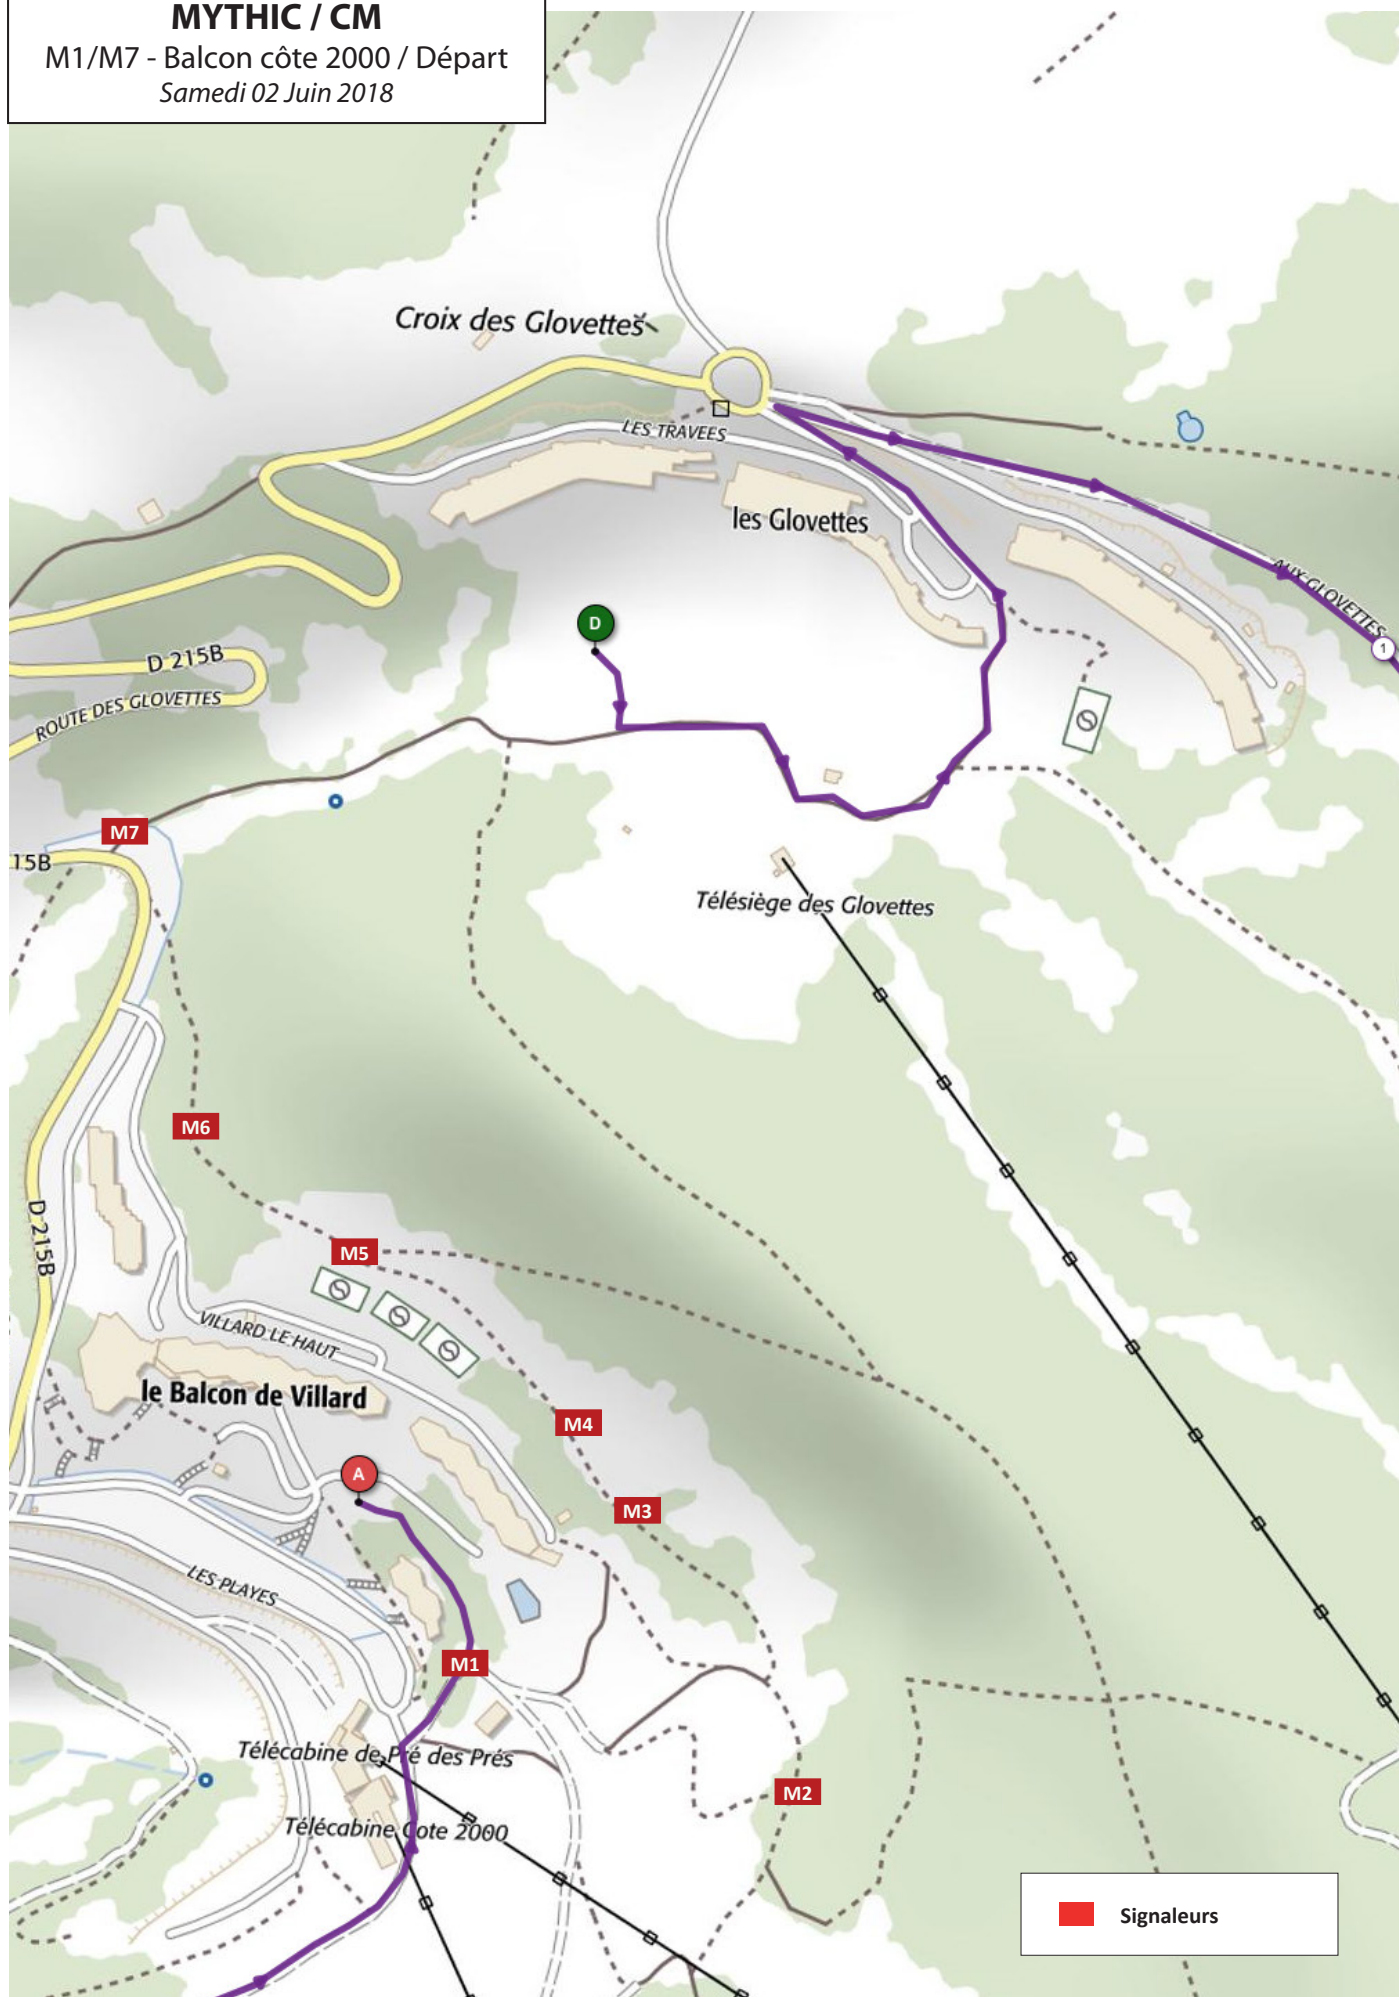 MYTHIC / CM
M1/M7 - Balcon côte 2000 / Départ
Samedi 02 Juin 2018
Croix des Glovettes
LES TRAVEES
les Glovettes
AUX GLOVETTES
1
D
D 215B
ROUTE DES GLOVETTES
M7
15B
Télésiège des Glovettes
M6
D 215B
M5
VILLARD LE HAUT
le Balcon de Villard
M4
A
M3
LES PLAYES
M1
Télécabine de Pré des Prés
M2
Télécabine Cote 2000
Signaleurs